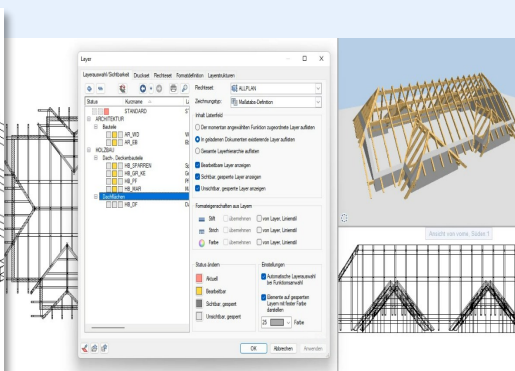 Layer
Layerauswahl/Sichtbarkeit Druckset Rechteset Formatdefinition Layerstrukturen
Status Kurzname
STANDARD
ARCHITEKTUR
Bauteile
AR_WD
AR_EB
HOLZBAU
Dach-, Deckenbauteile
HB_SPARREN
HB_GR_KE
HB_PF
HB_MAR
Dachflächen
HB_DF
Rechteset ALLPLAN
Zeichnungstyp: Maßstabs-Definition
Inhalt Listenfeld
Der momentan angewählten Funktion zugeordnete Layer auflisten
In geladenen Dokumenten existierende Layer auflisten
Gesamte Layerhierarchie auflisten
Bearbeitbare Layer anzeigen
Sichtbar, gesperrte Layer anzeigen
Unsichtbar, gesperrte Layer anzeigen
Formateigenschaften aus Layern
Stift übernehmen von Layer, Linienstil
Strich übernehmen von Layer, Linienstil
Farbe übernehmen von Layer, Linienstil
Status ändern
Aktuell
Bearbeitbar
Sichtbar, gesperrt
Unsichtbar, gesperrt
Einstellungen
Automatische Layerauswahl
bei Funktionsanwahl
Elemente auf gesperrten
Layern mit fester Farbe
darstellen
25 Farbe
OK Abbrechen Anwenden
Ansicht von vorne, Süden 1